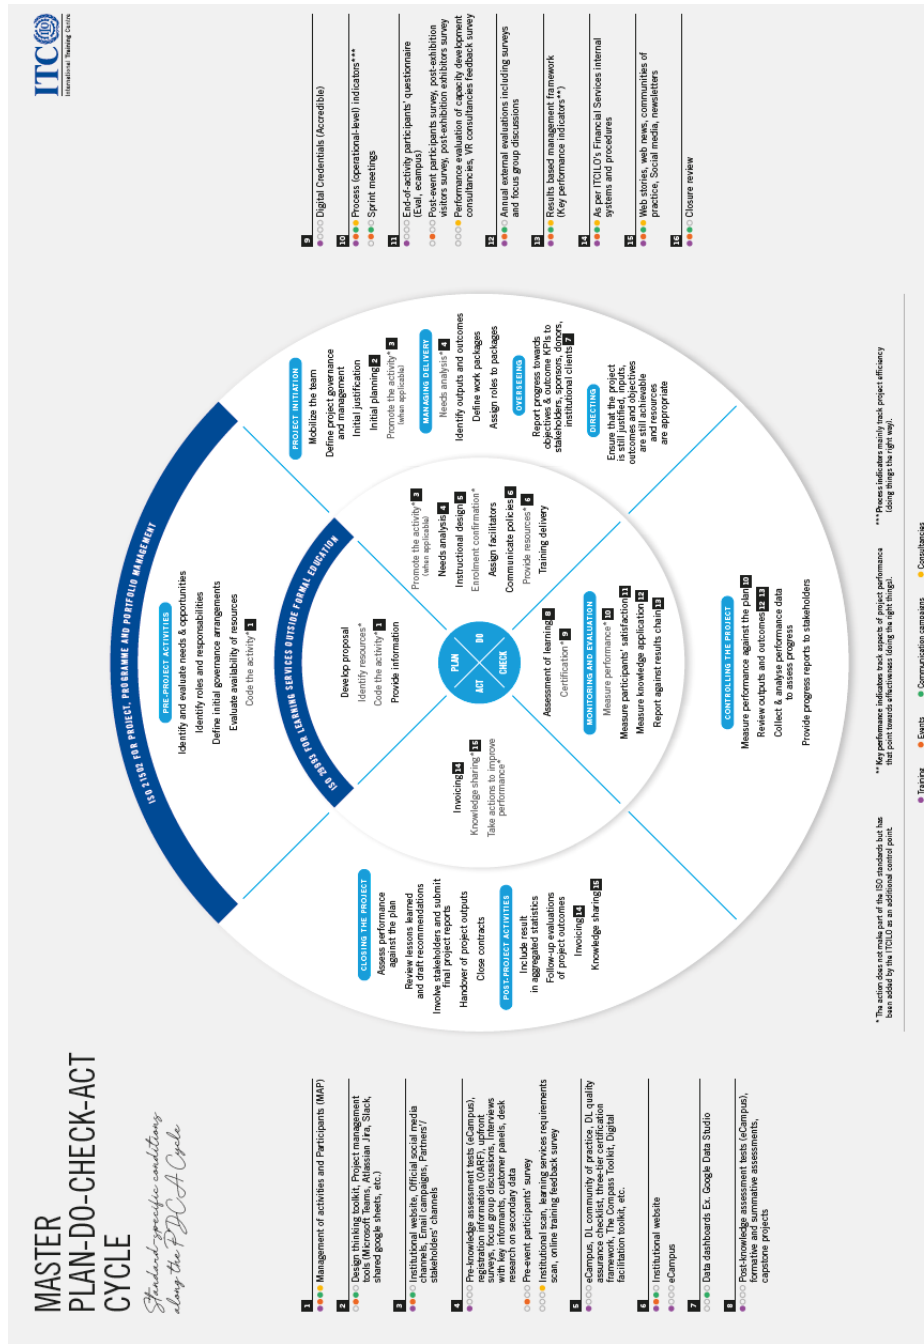 MASTER
PLAN-DO-CHECK-ACT
CYCLE
Standard-specific conditions
along the PDCA Cycle
ITC
International Training Centre
1
Management of activities and Participants (MAP)
2
Design thinking toolkit, Project management
tools (Microsoft Teams, Atlassian Jira, Slack,
shared google sheets, etc.)
3
Institutional website, Official social media
channels, Email campaigns, Partners'/
stakeholders' channels
4
Pre-knowledge assessment tests (eCampus),
registration information (OARF), upfront
surveys, focus group discussions, Interviews
with key informants, customer panels, desk
research on secondary data
Pre-event participants' survey
Institutional scan, learning services requirements
scan, online training feedback survey
5
eCampus, DL community of practice, DL quality
assurance checklist, three-tier certification
framework, The Compass Toolkit, Digital
facilitation toolkit, etc.
6
Institutional website
eCampus
7
Data dashboards Ex. Google Data Studio
8
Post-knowledge assessment tests (eCampus),
formative and summative assessments,
capstone projects
ISO 21502 FOR PROJECT, PROGRAMME AND PORTFOLIO MANAGEMENT
PRE-PROJECT ACTIVITIES
Identify and evaluate needs & opportunities
Identify roles and responsabilities
Define initial governance arrangements
Evaluate availability of resources
Code the activity* 1
ISO 29993 FOR LEARNING SERVICES OUTSIDE FORMAL EDUCATION
Develop proposal
Identify resources*
Code the activity* 1
Provide information
PROJECT INITIATION
Mobilize the team
Define project governance
and management
Initial justification
Initial planning 2
Promote the activity* 3
(when applicable)
MANAGING DELIVERY
Needs analysis* 4
Identify outputs and outcomes
Define work packages
Assign roles to packages
OVERSEEING
Report progress towards
objectives & outcome KPIs to
stakeholders, sponsors, donors,
institutional clients 7
DIRECTING
Ensure that the project
is still justified, inputs,
outcomes and objectives
are still achievable
and resources
are appropriate
Promote the activity* 3
(when applicable)
Needs analysis 4
Instructional design 5
Enrolment confirmation*
Assign facilitators
Communicate policies 6
Provide resources* 6
Training delivery
PLAN
DO
ACT
CHECK
Assessment of learning 8
Certification* 9
MONITORING AND EVALUATION
Measure performance* 10
Measure participants' satisfaction 11
Measure knowledge application 12
Report against results chain 13
CONTROLLING THE PROJECT
Measure performance against the plan 10
Review outputs and outcomes 12 13
Collect & analyse performance data
to assess progress
Provide progress reports to stakeholders
Invoicing 14
Knowledge sharing* 15
Take actions to improve
performance*
CLOSING THE PROJECT
Assess performance
against the plan
Review lessons learned
and draft recommendations
Involve stakeholders and submit
final project reports
Handover of project outputs
Close contracts
POST-PROJECT ACTIVITIES
Include result
in aggregated statistics
Follow-up evaluations
of project outcomes
Invoicing 14
Knowledge sharing 15
9
Digital Credentials (Accredible)
10
Process (operational-level) indicators***
Sprint meetings
11
End-of-activity participants' questionnaire
(Eval, ecampus)
Post-event participants survey, post-exhibition
visitors survey, post-exhibition exhibitors survey
Performance evaluation of capacity development
consultancies, VR consultancies feedback survey
12
Annual external evaluations including surveys
and focus group discussions
13
Results based management framework
(Key performance indicators**)
14
As per ITCILO's Financial Services internal
systems and procedures
15
Web stories, web news, communities of
practice, Social media, newsletters
16
Closure review
* The action does not make part of the ISO standards but has
been added by the ITCILO as an additional control point.
** Key performance indicators track aspects of project performance
that point towards effectiveness (doing the right things).
*** Process indicators mainly track project efficiency
(doing things the right way).
Training
Events
Communication campaigns
Consultancies